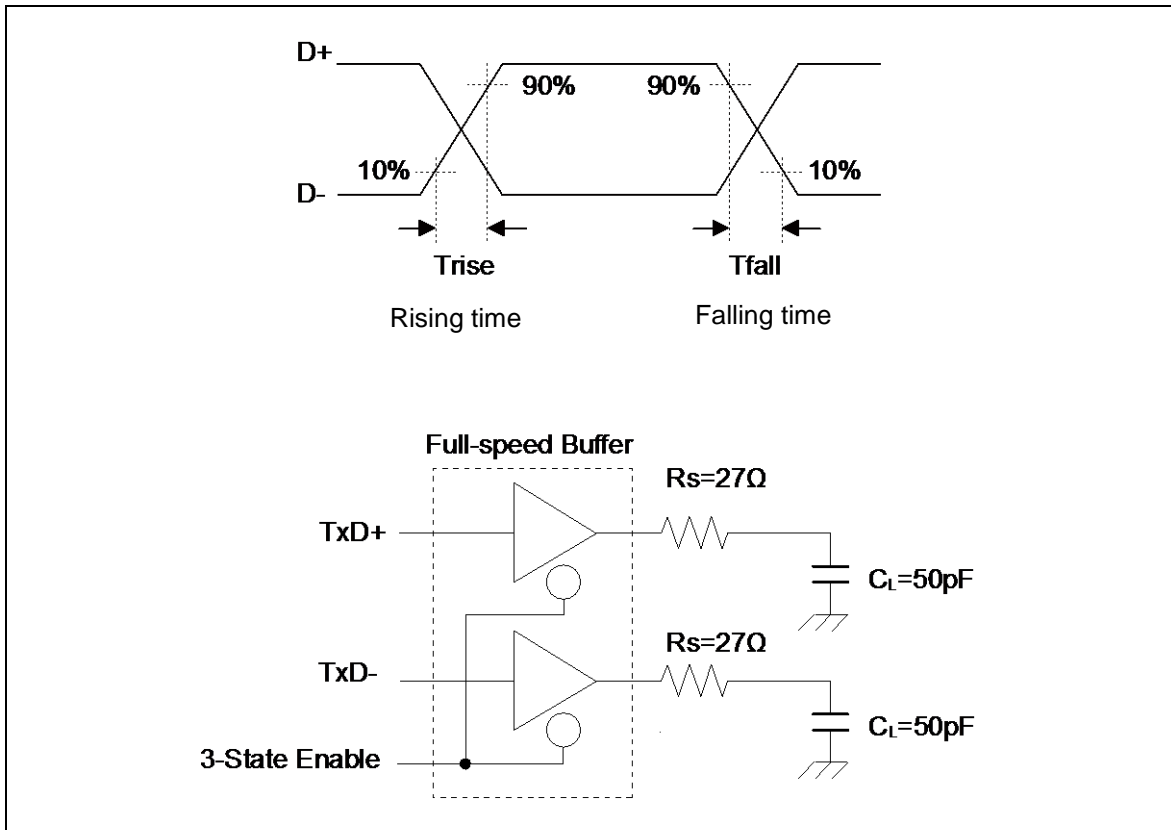 D+
90%
90%
10%
10%
D-
Trise
Tfall
Rising time
Falling time
Full-speed Buffer
Rs=27Ω
TxD+
CL=50pF
Rs=27Ω
TxD-
CL=50pF
3-State Enable